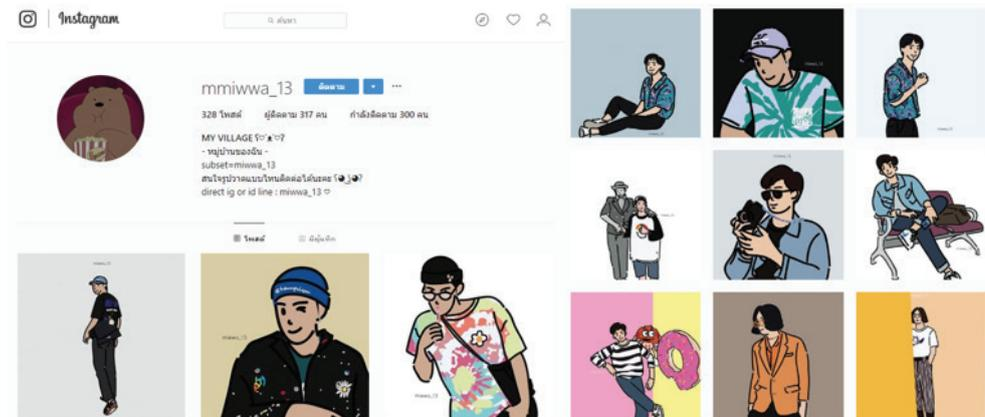 Instagram
ค้นหา
mmiwwa_13 ติดตาม
328 โพสต์ ผู้ติดตาม 317 คน กำลังติดตาม 300 คน
MY VILLAGE
- หมู่บ้านของฉัน -
subset=miwwa_13
สนใจรูปวาดแบบไหนติดต่อได้นะคะ
direct ig or id line : miwwa_13 ♡
โพสต์ มีผู้แท็ก
miwwa_13
miwwa_13
miwwa_13